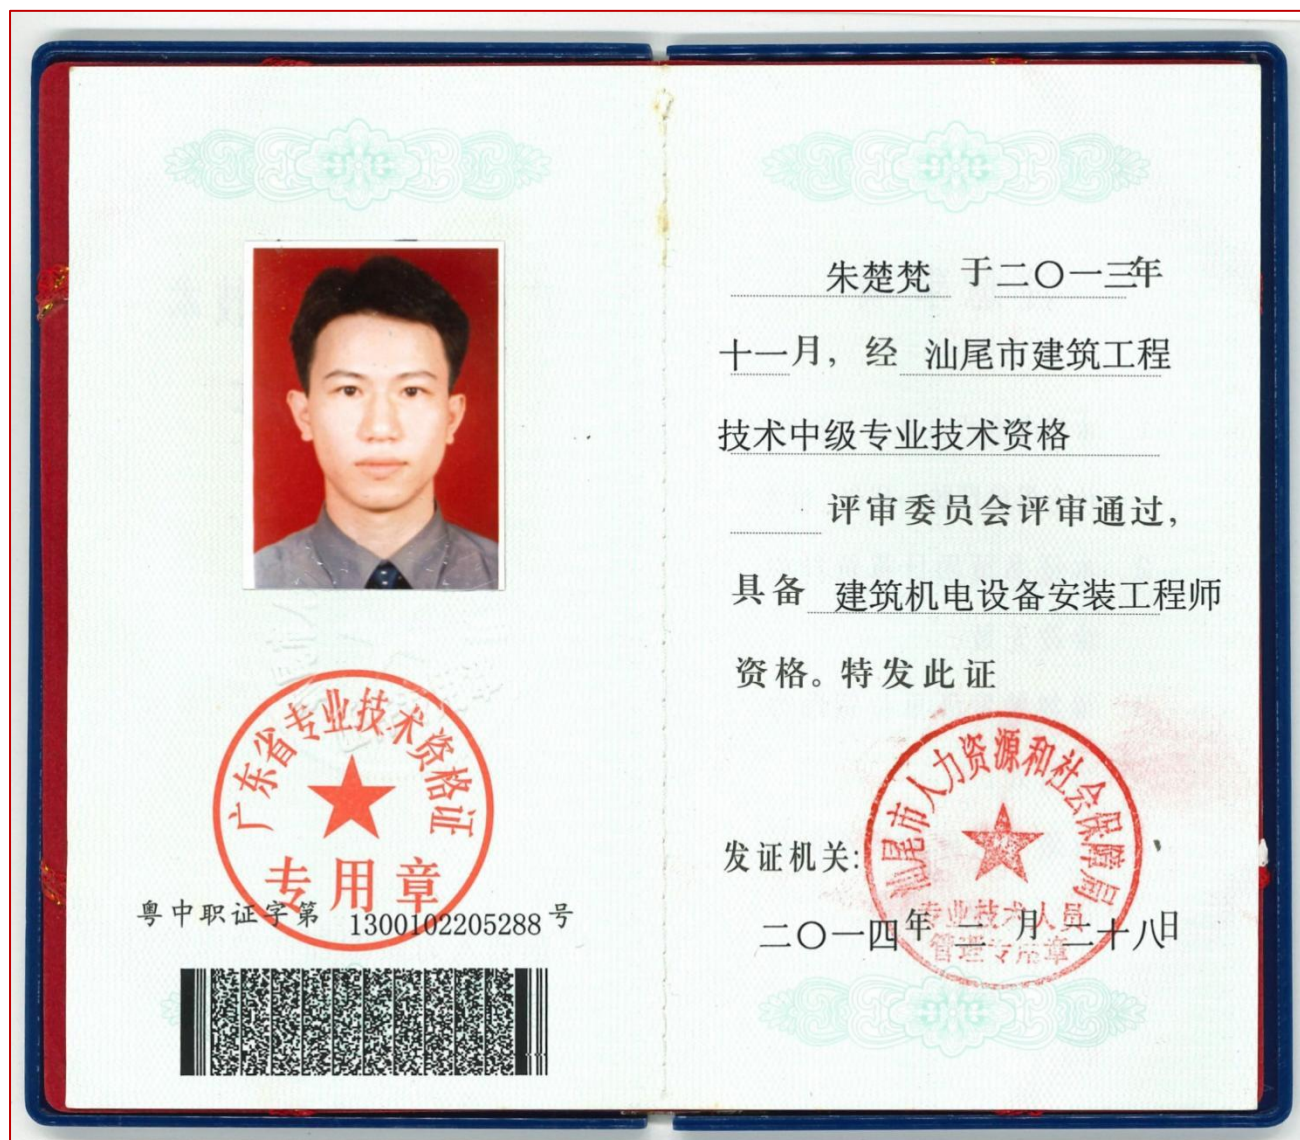 广东省专业技术资格证
专用章
粤中职证字第 1300102205288 号
朱楚梵 于二〇一三年
十一月，经 汕尾市建筑工程
技术中级专业技术资格
评审委员会评审通过，
具备 建筑机电设备安装工程师
资格。特发此证
汕尾市人力资源和社会保障局
专业技术人员
管理专用章
发证机关:
二〇一四年 二月 二十八日